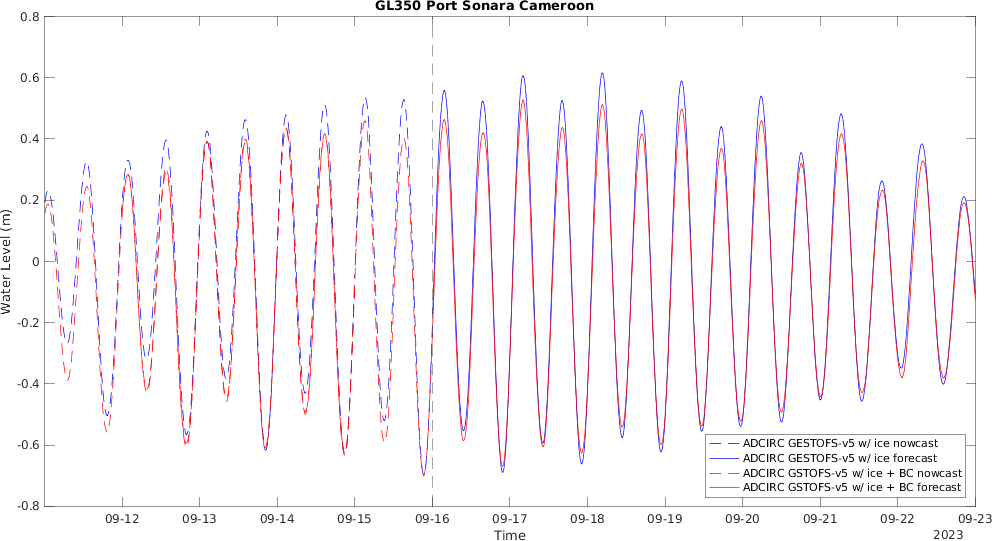 GL350 Port Sonara Cameroon
0.8
0.6
0.4
0.2
0
-0.2
-0.4
-0.6
-0.8
Water Level (m)
ADCIRC GESTOFS-v5 w/ ice nowcast
ADCIRC GESTOFS-v5 w/ ice forecast
ADCIRC GSTOFS-v5 w/ ice + BC nowcast
ADCIRC GSTOFS-v5 w/ ice + BC forecast
09-12 09-13 09-14 09-15 09-16 09-17 09-18 09-19 09-20 09-21 09-22 09-23
Time
2023